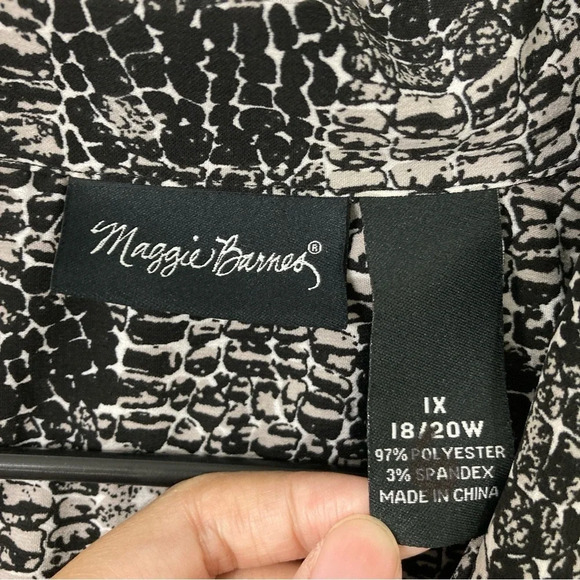 Maggie Barnes®
1X
18/20W
97% POLYESTER
3% SPANDEX
MADE IN CHINA